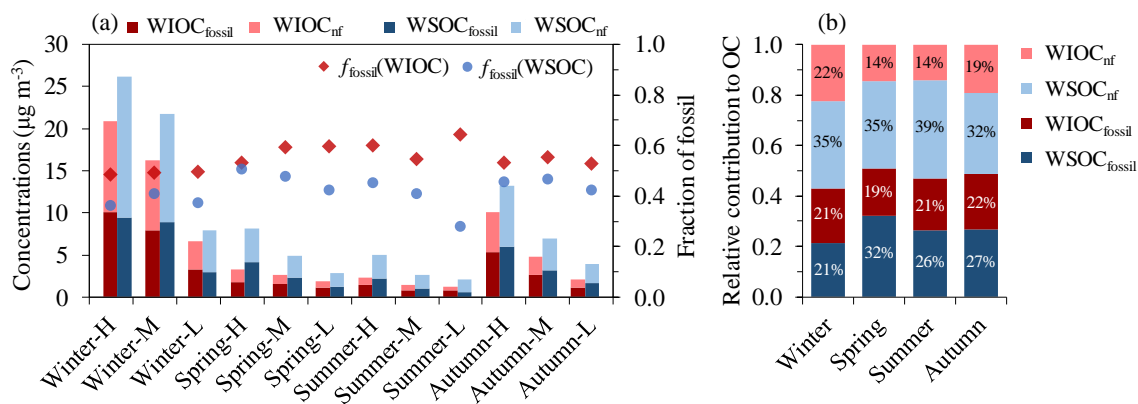 (a)
WIOCfossil WIOCnf WSOCfossil WSOCnf
ffossil(WIOC) ffossil(WSOC)
Concentrations (µg m-3)
30
25
20
15
10
5
0
1.0
0.8
0.6
0.4
0.2
0.0
Fraction of fossil
Winter-H
Winter-M
Winter-L
Spring-H
Spring-M
Spring-L
Summer-H
Summer-M
Summer-L
Autumn-H
Autumn-M
Autumn-L
(b)
Relative contribution to OC
1.0
0.8
0.6
0.4
0.2
0.0
22% 14% 14% 19%
35% 35% 39% 32%
21% 19% 21% 22%
21% 32% 26% 27%
Winter
Spring
Summer
Autumn
WIOCnf
WSOCnf
WIOCfossil
WSOCfossil